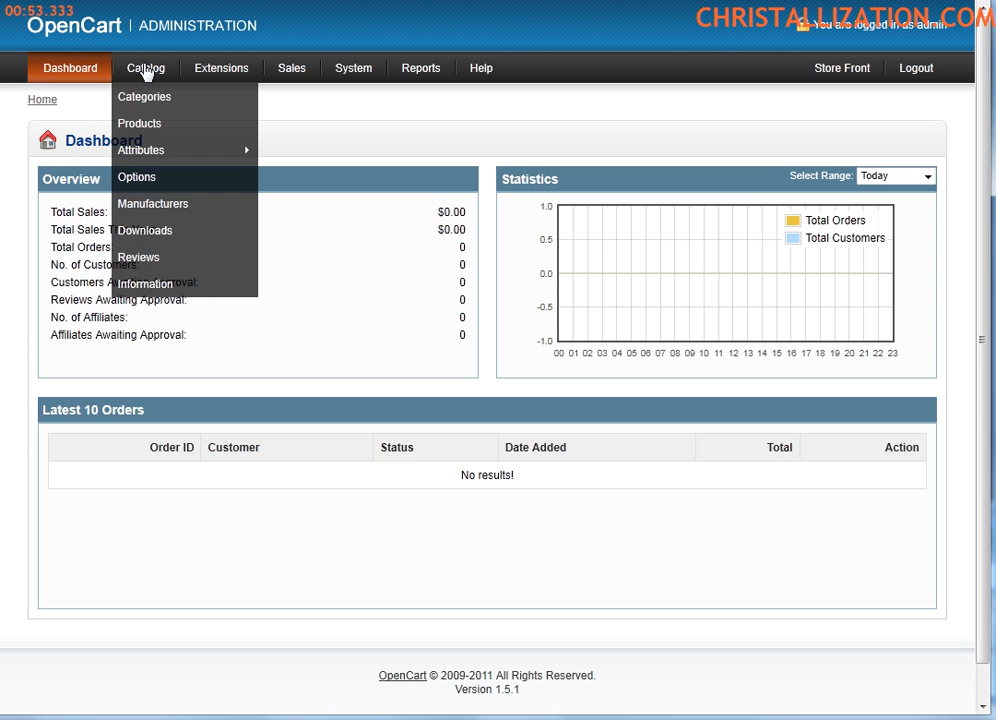 00:53.333
CHRISTALLIZATION.COM
OpenCart | ADMINISTRATION
You are logged in as admin
Dashboard Catalog Extensions Sales System Reports Help Store Front Logout
Home
Categories
Products
Attributes
Options
Manufacturers
Downloads
Reviews
Information
Dashboard
Overview
Total Sales: $0.00
Total Sales Th $0.00
Total Orders: 0
No. of Customers: 0
Customers Awaiting Approval: 0
Reviews Awaiting Approval: 0
No. of Affiliates: 0
Affiliates Awaiting Approval: 0
Statistics Select Range: Today
1.0
0.5
0.0
-0.5
-1.0
Total Orders
Total Customers
00 01 02 03 04 05 06 07 08 09 10 11 12 13 14 15 16 17 18 19 20 21 22 23
Latest 10 Orders
Order ID Customer Status Date Added Total Action
No results!
OpenCart © 2009-2011 All Rights Reserved.
Version 1.5.1